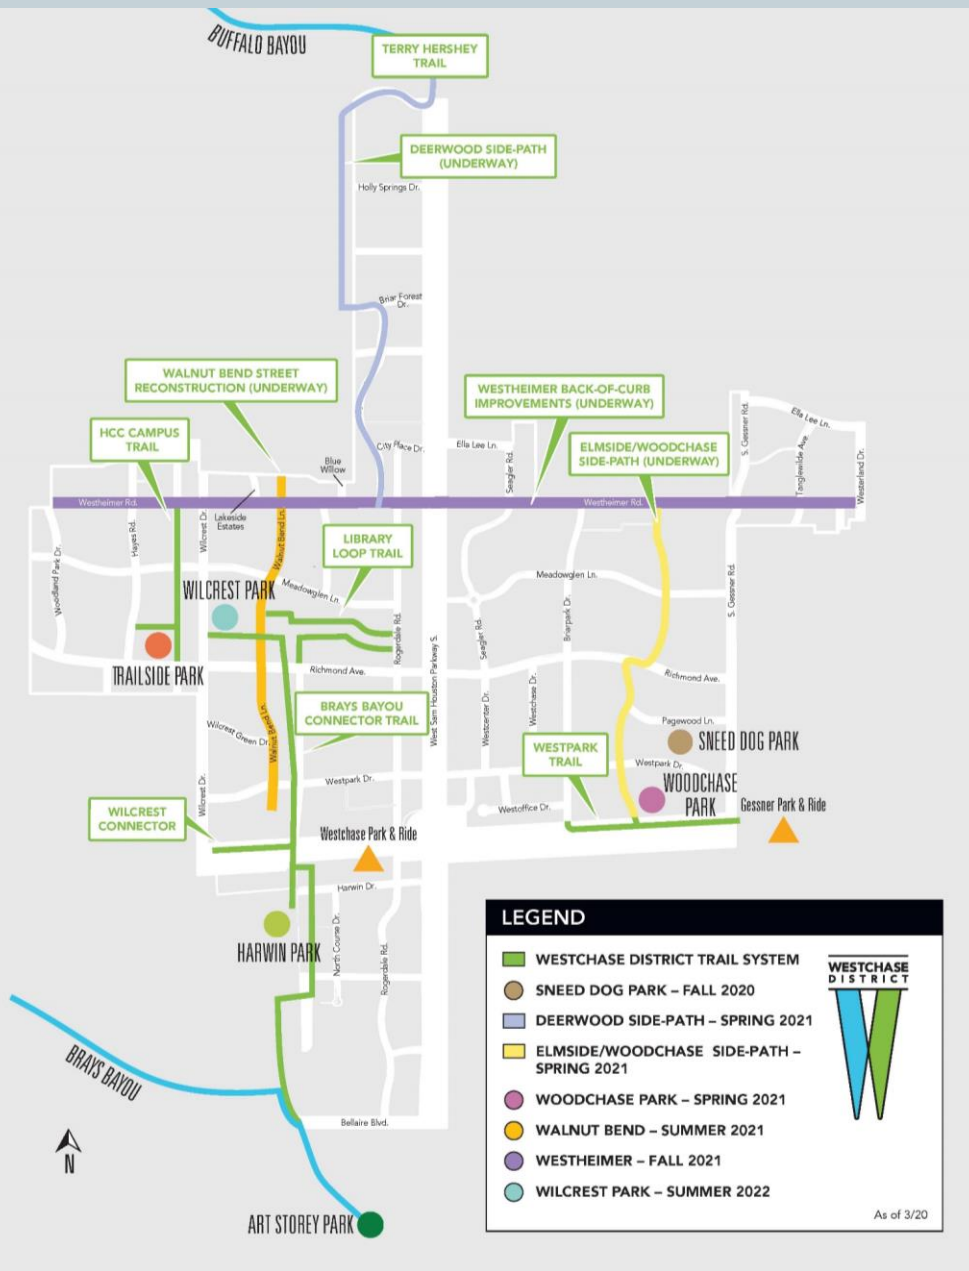 BUFFALO BAYOU
TERRY HERSHEY
TRAIL
DEERWOOD SIDE-PATH
(UNDERWAY)
Holly Springs Dr.
Briar Forest
Dr.
WALNUT BEND STREET
RECONSTRUCTION (UNDERWAY)
WESTHEIMER BACK-OF-CURB
IMPROVEMENTS (UNDERWAY)
HCC CAMPUS
TRAIL
ELMSIDE/WOODCHASE
SIDE-PATH (UNDERWAY)
City Place Dr.
Ella Lee Ln.
Seagler Rd.
S. Gessner Rd.
Ella Lee Ln.
Tanglewilde Ave.
Westerland Dr.
Blue
Willow
Westheimer Rd.
Westheimer Rd.
Lakeside
Estates
Hayes Rd.
Wilcrest Dr.
Walnut Bend Ln.
Woodland Park Dr.
LIBRARY
LOOP TRAIL
Meadowglen Ln.
Meadowglen Ln.
WILCREST PARK
TRAILSIDE PARK
Rogerdale Rd.
West Sam Houston Parkway S.
Seagler Rd.
Briarpark Dr.
S. Gessner Rd.
Richmond Ave.
Richmond Ave.
Westcenter Dr.
Westchase Dr.
BRAYS BAYOU
CONNECTOR TRAIL
Wilcrest Green Dr.
Walnut Bend Ln.
Pagewood Ln.
SNEED DOG PARK
WESTPARK
TRAIL
Westpark Dr.
Westpark Dr.
WOODCHASE
PARK
Wilcrest Dr.
WILCREST
CONNECTOR
Westoffice Dr.
Gessner Park & Ride
Westchase Park & Ride
Harwin Dr.
HARWIN PARK
North Course Dr.
Rogerdale Rd.
BRAYS BAYOU
Bellaire Blvd.
N
ART STOREY PARK
LEGEND
WESTCHASE DISTRICT TRAIL SYSTEM
SNEED DOG PARK – FALL 2020
DEERWOOD SIDE-PATH – SPRING 2021
ELMSIDE/WOODCHASE SIDE-PATH –
SPRING 2021
WOODCHASE PARK – SPRING 2021
WALNUT BEND – SUMMER 2021
WESTHEIMER – FALL 2021
WILCREST PARK – SUMMER 2022
WESTCHASE
DISTRICT
As of 3/20